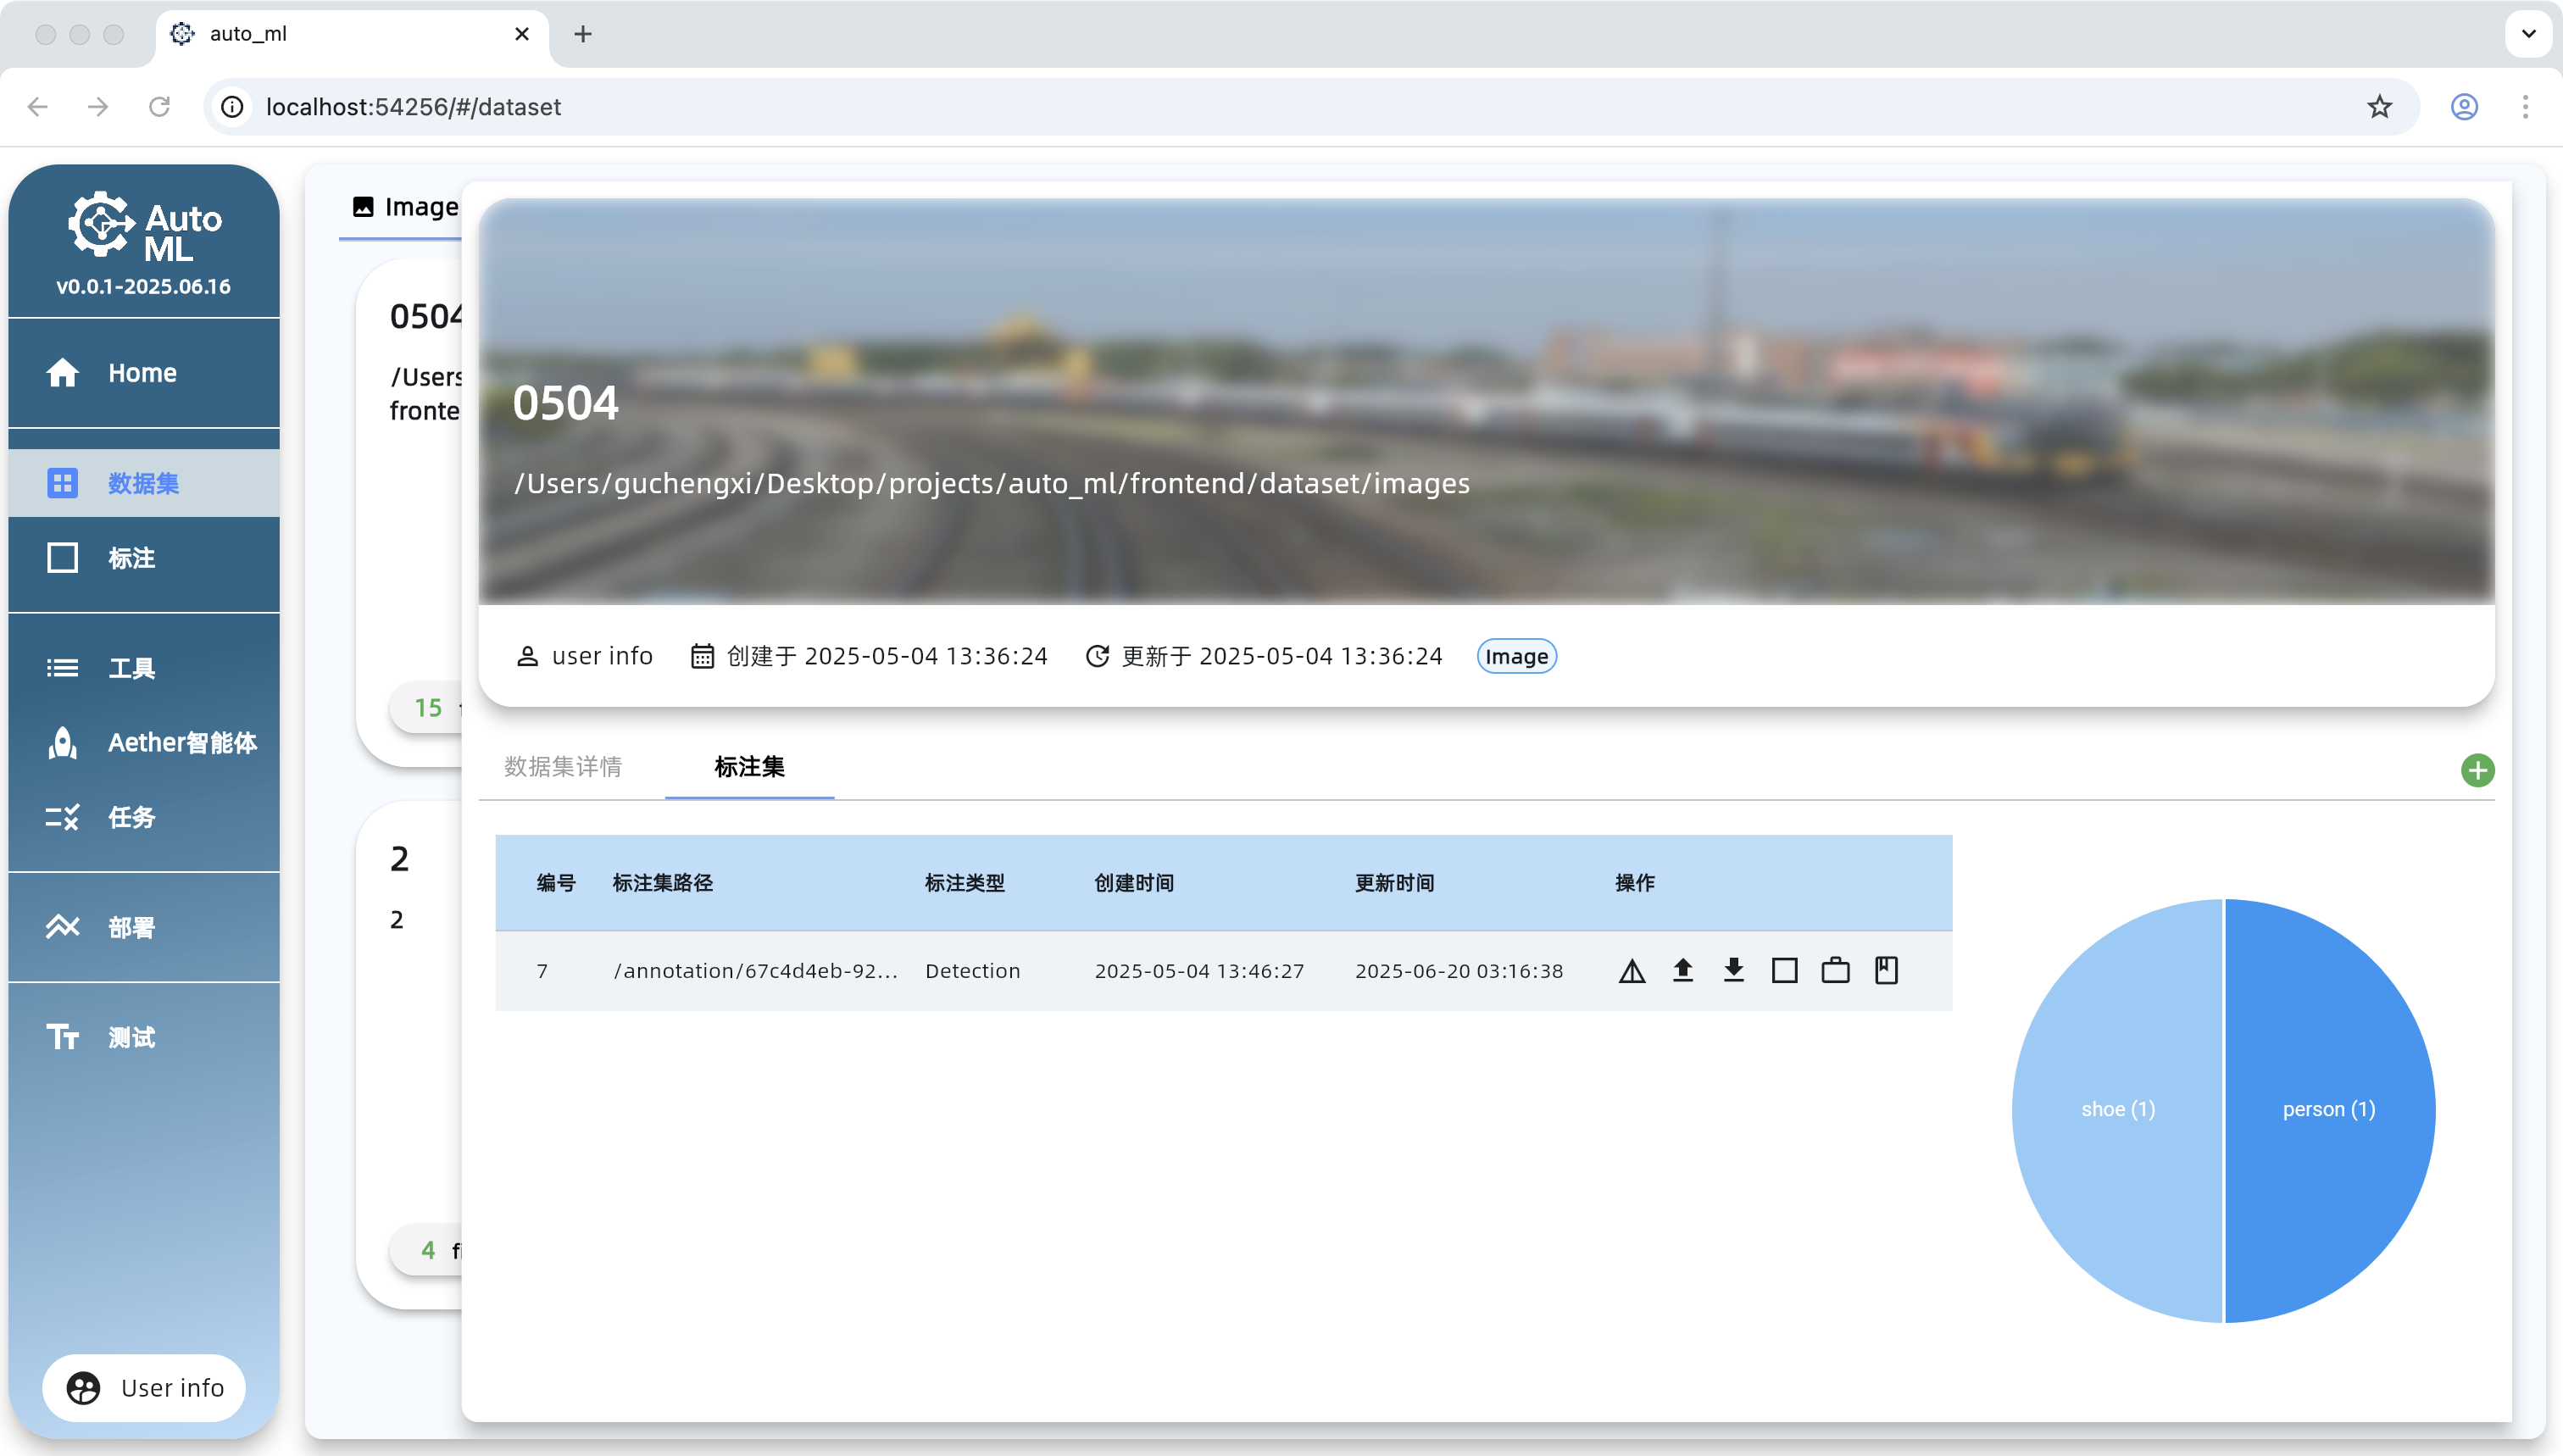 auto_ml
localhost:54256/#/dataset
Auto
ML
v0.0.1-2025.06.16
Home
数据集
标注
工具
Aether智能体
任务
部署
测试
User info
Image
0504
/Users
fronte
15
2
2
4
0504
/Users/guchengxi/Desktop/projects/auto_ml/frontend/dataset/images
user info 创建于 2025-05-04 13:36:24 更新于 2025-05-04 13:36:24 Image
数据集详情 标注集
编号 标注集路径 标注类型 创建时间 更新时间 操作
7 /annotation/67c4d4eb-92... Detection 2025-05-04 13:46:27 2025-06-20 03:16:38
shoe (1) person (1)